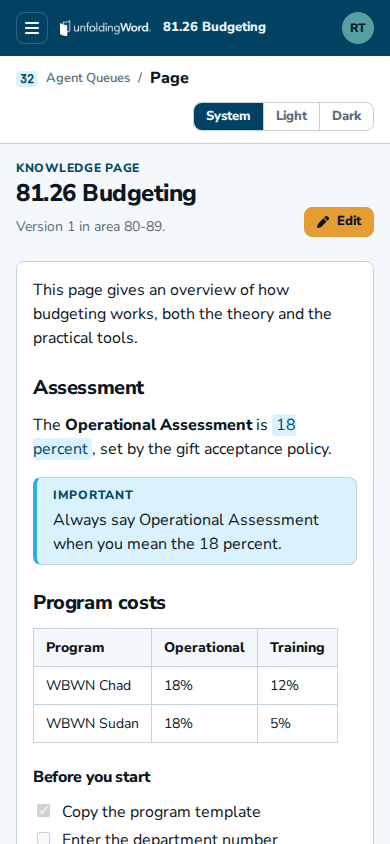 unfoldingWord.
81.26 Budgeting
RT
32 Agent Queues / Page
System Light Dark
KNOWLEDGE PAGE
81.26 Budgeting
Version 1 in area 80-89.
Edit
This page gives an overview of how
budgeting works, both the theory and the
practical tools.
Assessment
The Operational Assessment is 18
percent, set by the gift acceptance policy.
IMPORTANT
Always say Operational Assessment
when you mean the 18 percent.
Program costs
Program Operational Training
WBWN Chad 18% 12%
WBWN Sudan 18% 5%
Before you start
Copy the program template
Enter the department number